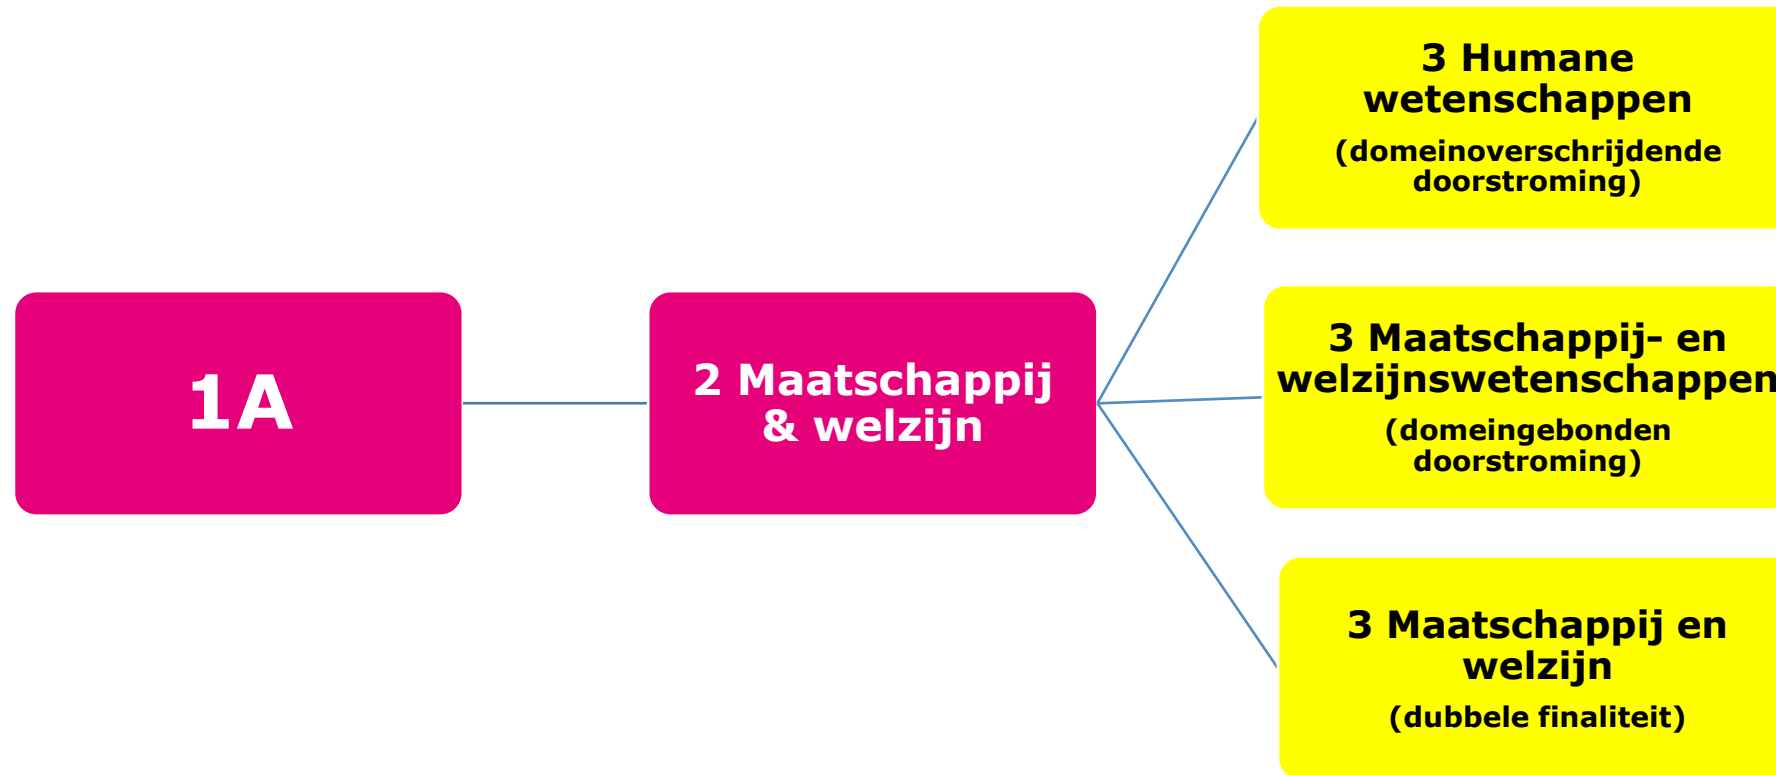 1A
2 Maatschappij
& welzijn
3 Humane
wetenschappen
(domeinoverschrijdende
doorstroming)
3 Maatschappij- en
welzijnswetenschappen
(domeingebonden
doorstroming)
3 Maatschappij en
welzijn
(dubbele finaliteit)